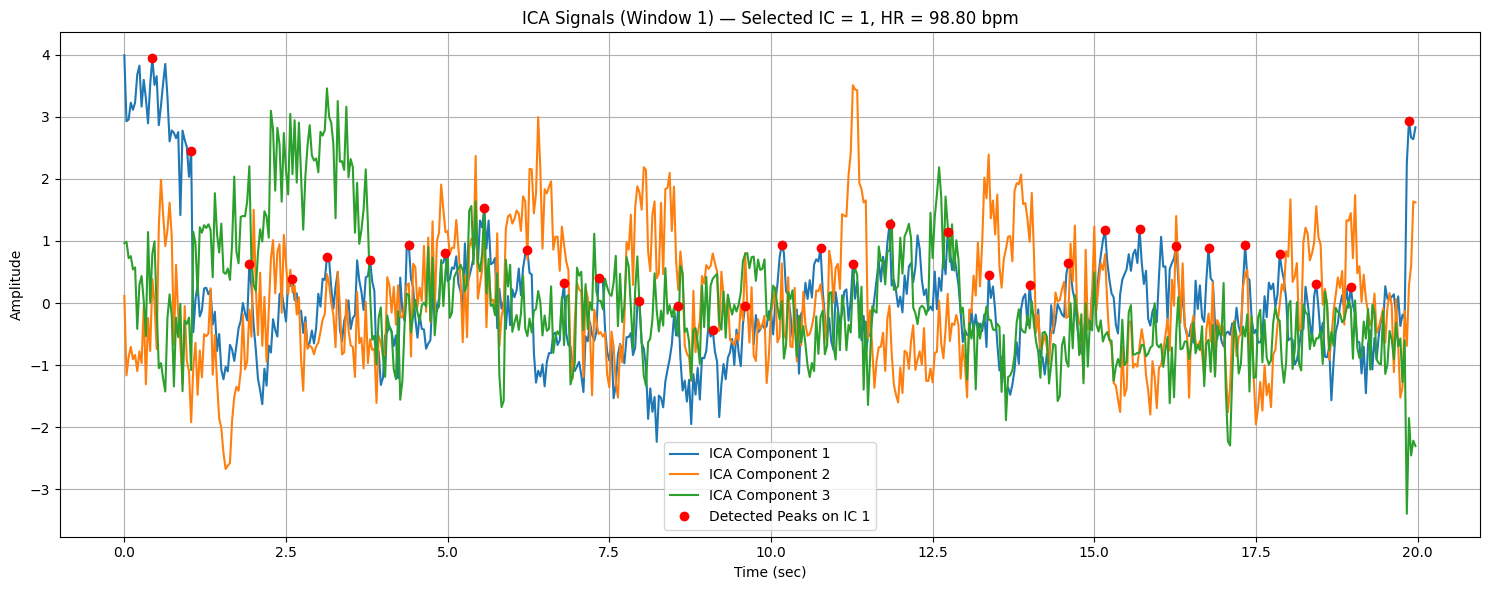 ICA Signals (Window 1) — Selected IC = 1, HR = 98.80 bpm
Amplitude
4
3
2
1
0
−1
−2
−3
ICA Component 1
ICA Component 2
ICA Component 3
Detected Peaks on IC 1
0.0 2.5 5.0 7.5 10.0 12.5 15.0 17.5 20.0
Time (sec)